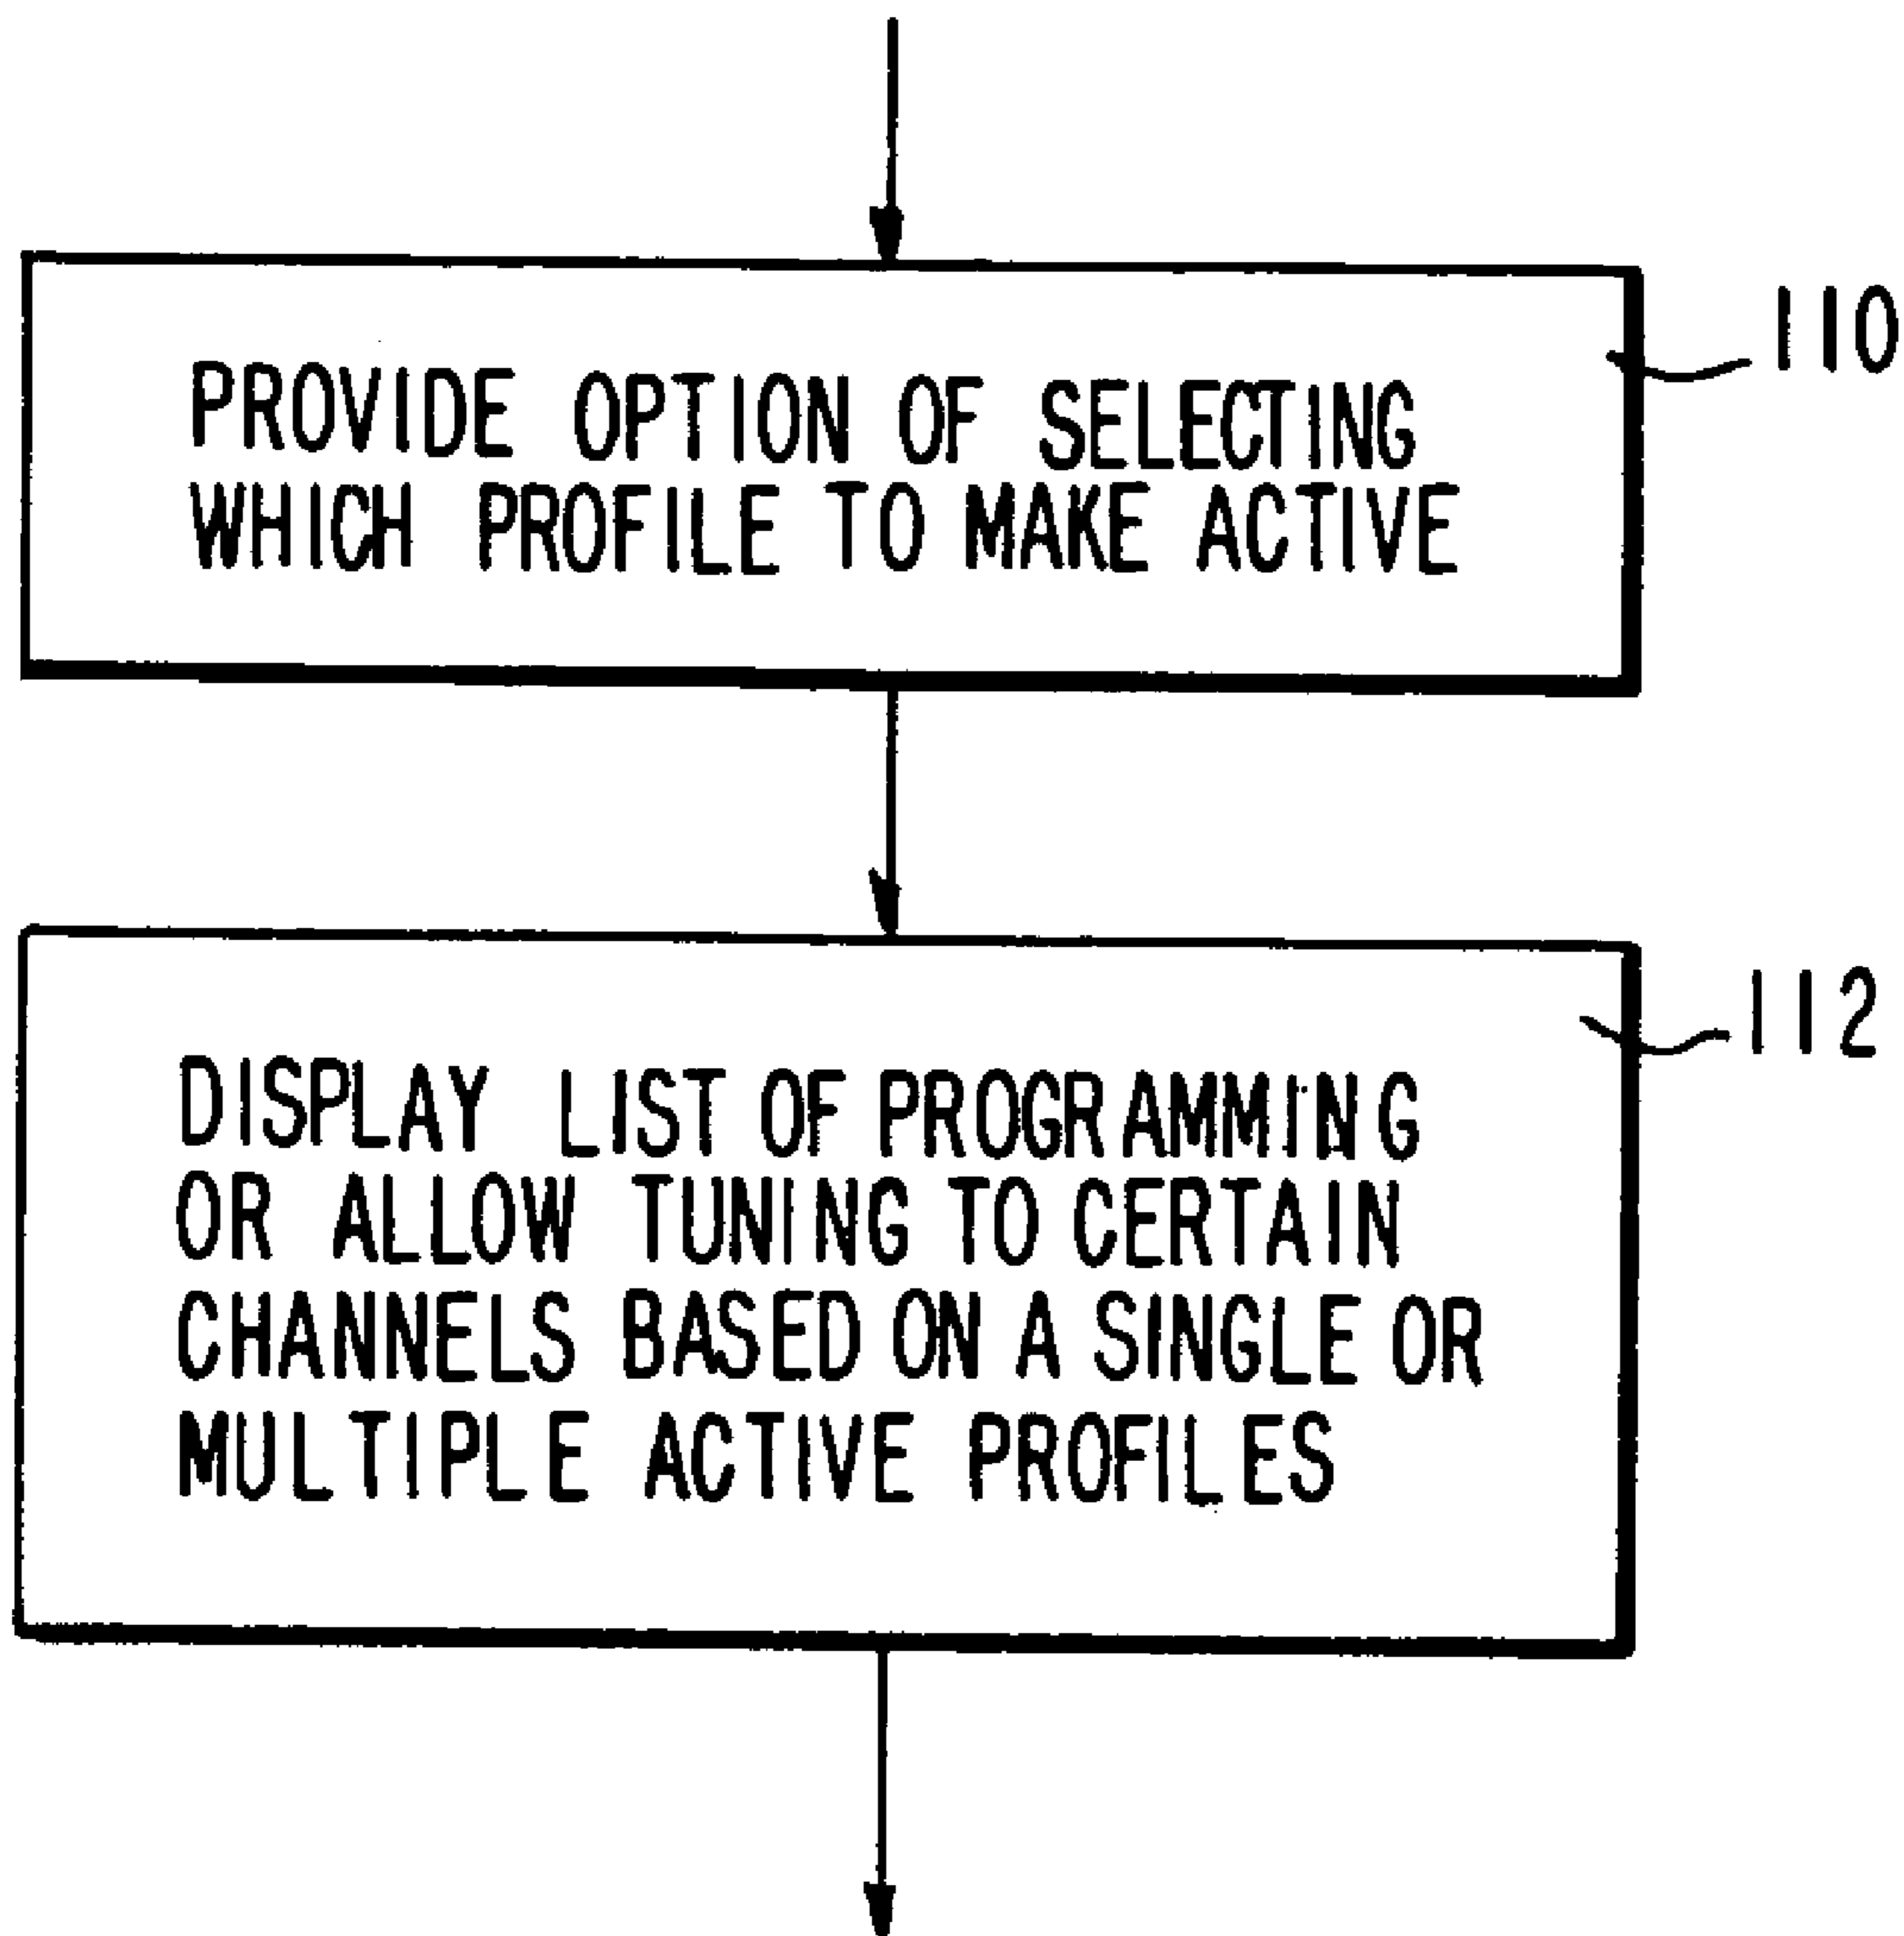 110
PROVIDE OPTION OF SELECTING
WHICH PROFILE TO MAKE ACTIVE
112
DISPLAY LIST OF PROGRAMMING
OR ALLOW TUNING TO CERTAIN
CHANNELS BASED ON A SINGLE OR
MULTIPLE ACTIVE PROFILES